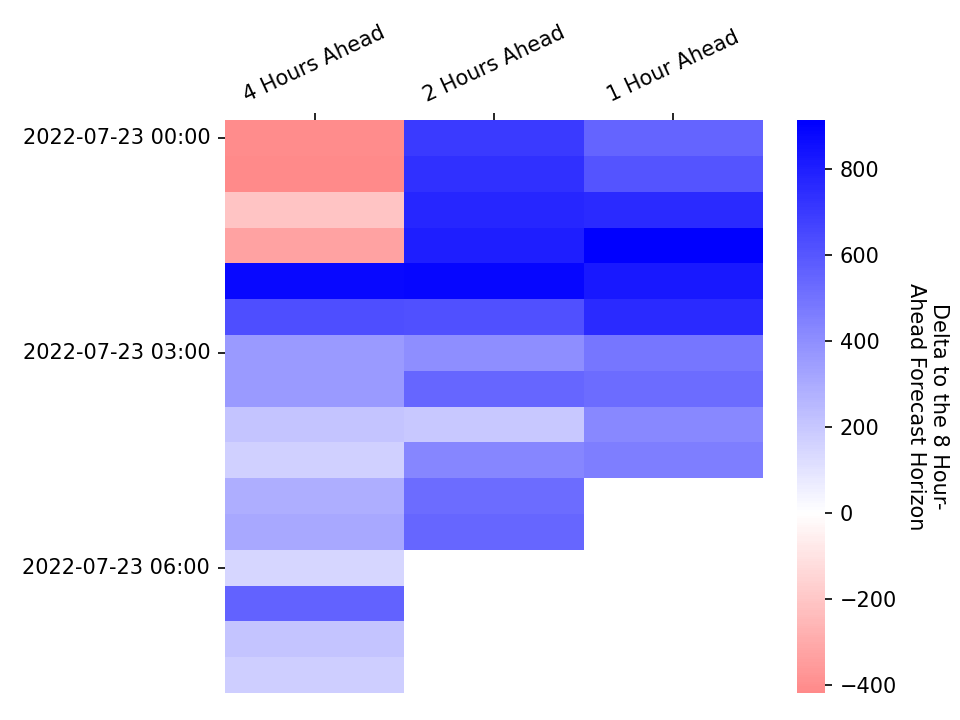 4 Hours Ahead
2 Hours Ahead
1 Hour Ahead
2022-07-23 00:00
2022-07-23 03:00
2022-07-23 06:00
800
600
400
200
0
−200
−400
Delta to the 8 Hour-
Ahead Forecast Horizon